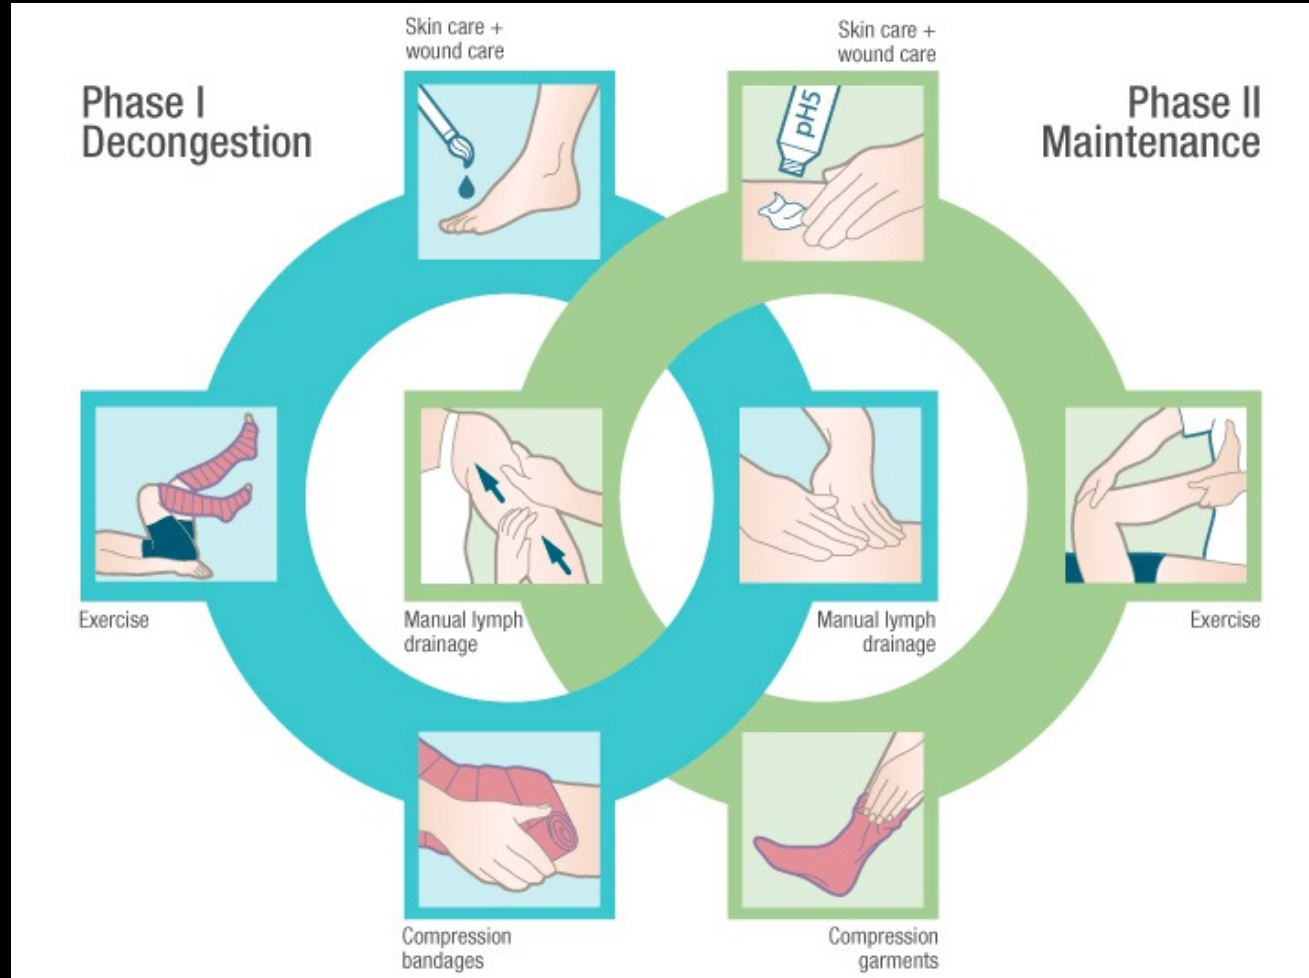 Skin care +
wound care
Skin care +
wound care
Phase I
Decongestion
Phase II
Maintenance
pH5
Exercise
Manual lymph
drainage
Manual lymph
drainage
Exercise
Compression
bandages
Compression
garments